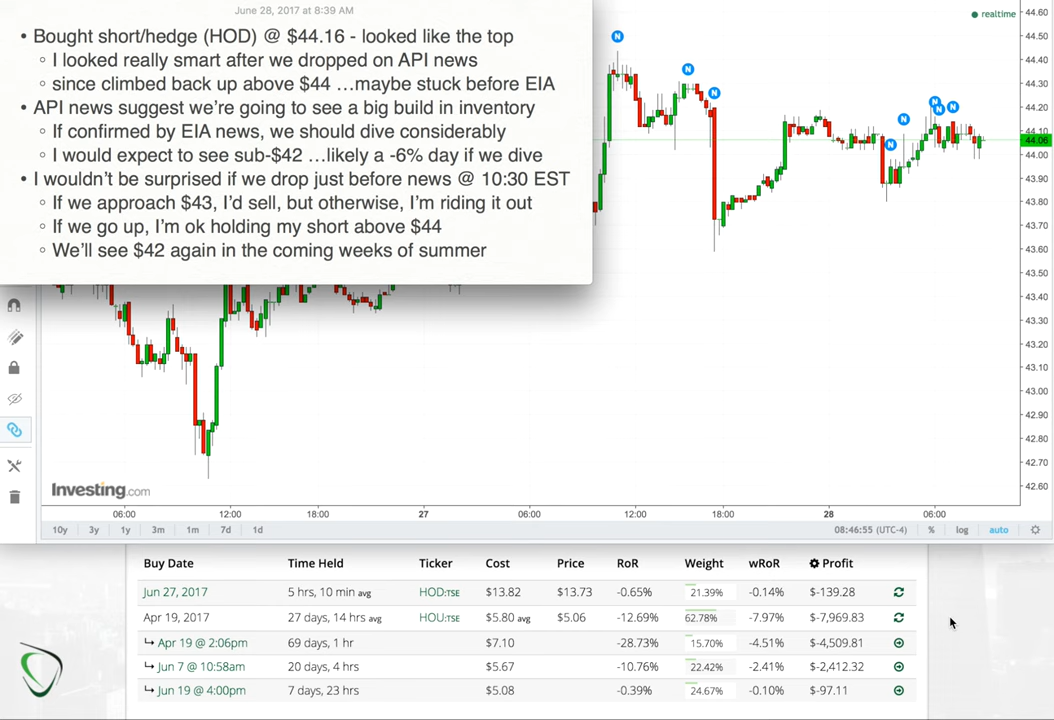 June 28, 2017 at 8:39 AM
• Bought short/hedge (HOD) @ $44.16 - looked like the top
◦ I looked really smart after we dropped on API news
◦ since climbed back up above $44 …maybe stuck before EIA
• API news suggest we're going to see a big build in inventory
◦ If confirmed by EIA news, we should dive considerably
◦ I would expect to see sub-$42 …likely a -6% day if we dive
• I wouldn't be surprised if we drop just before news @ 10:30 EST
◦ If we approach $43, I'd sell, but otherwise, I'm riding it out
◦ If we go up, I'm ok holding my short above $44
◦ We'll see $42 again in the coming weeks of summer
realtime
N
N
N
N
N
N
N
N
44.60
44.50
44.40
44.30
44.20
44.10
44.06
44.00
43.90
43.80
43.70
43.60
43.50
43.40
43.30
43.20
43.10
43.00
42.90
42.80
42.70
42.60
Investing.com
06:00 12:00 18:00 27 06:00 12:00 18:00 28 06:00
10y 3y 1y 3m 1m 7d 1d 08:46:55 (UTC-4) % log auto
Buy Date Time Held Ticker Cost Price RoR Weight wRoR Profit
Jun 27, 2017 5 hrs, 10 min avg HOD:TSE $13.82 $13.73 -0.65% 21.39% -0.14% $-139.28
Apr 19, 2017 27 days, 14 hrs avg HOU:TSE $5.80 avg $5.06 -12.69% 62.78% -7.97% $-7,969.83
↳ Apr 19 @ 2:06pm 69 days, 1 hr $7.10 -28.73% 15.70% -4.51% $-4,509.81
↳ Jun 7 @ 10:58am 20 days, 4 hrs $5.67 -10.76% 22.42% -2.41% $-2,412.32
↳ Jun 19 @ 4:00pm 7 days, 23 hrs $5.08 -0.39% 24.67% -0.10% $-97.11